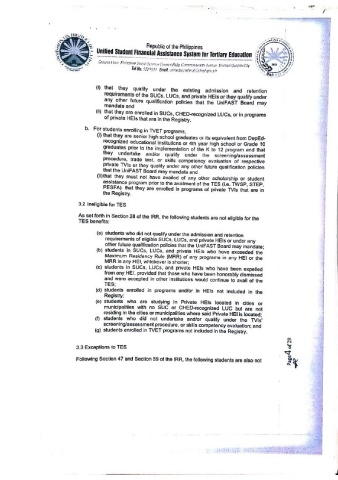 Republic of the Philippines
Unified Student Financial Assistance System for Tertiary Education
(i) that they qualify under the existing admission and retention
requirements of the SUCs, LUCs, and private HEIs or they qualify under
any other future qualification policies that the UniFAST Board may
mandate and
(ii) that they are enrolled in SUCs, CHED-recognized LUCs, or in programs
of private HEIs that are in the Registry.
b. For students enrolling in TVET programs,
(i) that they are senior high school graduates or its equivalent from DepEd-
recognized educational institutions or 4th year high school or Grade 10
graduates prior to the implementation of the K to 12 program and that
they undertake and/or qualify under the screening/assessment
procedure, trade test, or skills competency evaluation of respective
private TVIs or they qualify under any other future qualification policies
that the UniFAST Board may mandate and
(ii) that they must not have availed of any other scholarship or student
assistance program prior to the availment of the TES (i.e. TWSP, STEP,
PESFA) that they are enrolled in programs of private TVIs that are in
the Registry.
3.2 Ineligible for TES
As set forth in Section 28 of the IRR, the following students are not eligible for the
TES benefits:
(a) students who did not qualify under the admission and retention
requirements of eligible SUCs, LUCs, and private HEIs or under any
other future qualification policies that the UniFAST Board may mandate;
(b) students in SUCs, LUCs, and private HEIs who have exceeded the
Maximum Residency Rule (MRR) of any programs in any HEI or the
MRR in any HEI, whichever is shorter;
(c) students in SUCs, LUCs, and private HEIs who have been expelled
from any HEI, provided that those who have been honorably dismissed
and were accepted in other institutions would continue to avail of the
TES;
(d) students enrolled in programs and/or in HEIs not included in the
Registry;
(e) students who are studying in Private HEIs located in cities or
municipalities with no SUC or CHED-recognized LUC but are not
residing in the cities or municipalities where said Private HEI is located;
(f) students who did not undertake and/or qualify under the TVIs'
screening/assessment procedure, or skills competency evaluation; and
(g) students enrolled in TVET programs not included in the Registry.
3.3 Exceptions to TES
Following Section 47 and Section 59 of the IRR, the following students are also not
Page 4 of 29